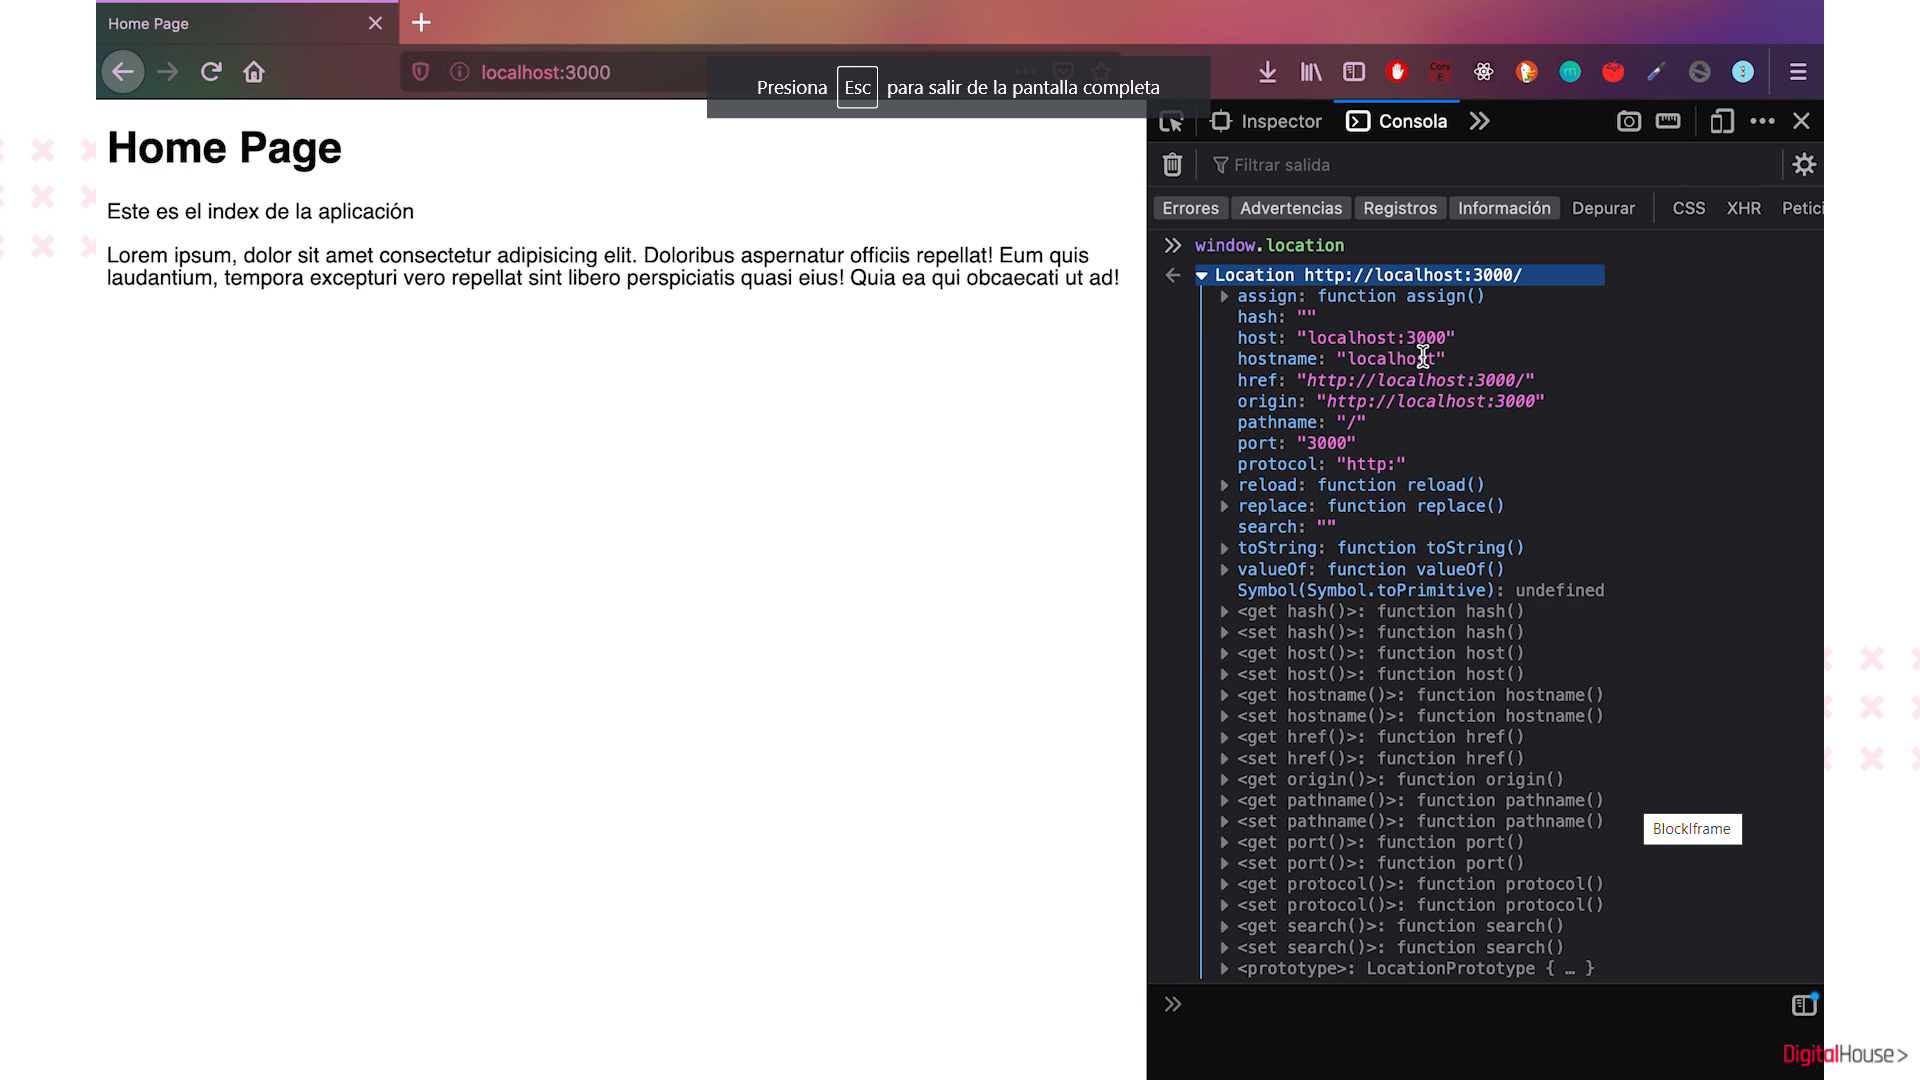 Home Page
localhost:3000
Cors
E
Presiona Esc para salir de la pantalla completa
Home Page
Este es el index de la aplicación
Lorem ipsum, dolor sit amet consectetur adipisicing elit. Doloribus aspernatur officiis repellat! Eum quis
laudantium, tempora excepturi vero repellat sint libero perspiciatis quasi eius! Quia ea qui obcaecati ut ad!
Inspector Consola
Filtrar salida
Errores Advertencias Registros Información Depurar CSS XHR Petici
window.location
Location http://localhost:3000/
assign: function assign()
hash: ""
host: "localhost:3000"
hostname: "localhost"
href: "http://localhost:3000/"
origin: "http://localhost:3000"
pathname: "/"
port: "3000"
protocol: "http:"
reload: function reload()
replace: function replace()
search: ""
toString: function toString()
valueOf: function valueOf()
Symbol(Symbol.toPrimitive): undefined
<get hash()>: function hash()
<set hash()>: function hash()
<get host()>: function host()
<set host()>: function host()
<get hostname()>: function hostname()
<set hostname()>: function hostname()
<get href()>: function href()
<set href()>: function href()
<get origin()>: function origin()
<get pathname()>: function pathname()
<set pathname()>: function pathname()
<get port()>: function port()
<set port()>: function port()
<get protocol()>: function protocol()
<set protocol()>: function protocol()
<get search()>: function search()
<set search()>: function search()
<prototype>: LocationPrototype { … }
BlockIframe
DigitalHouse>